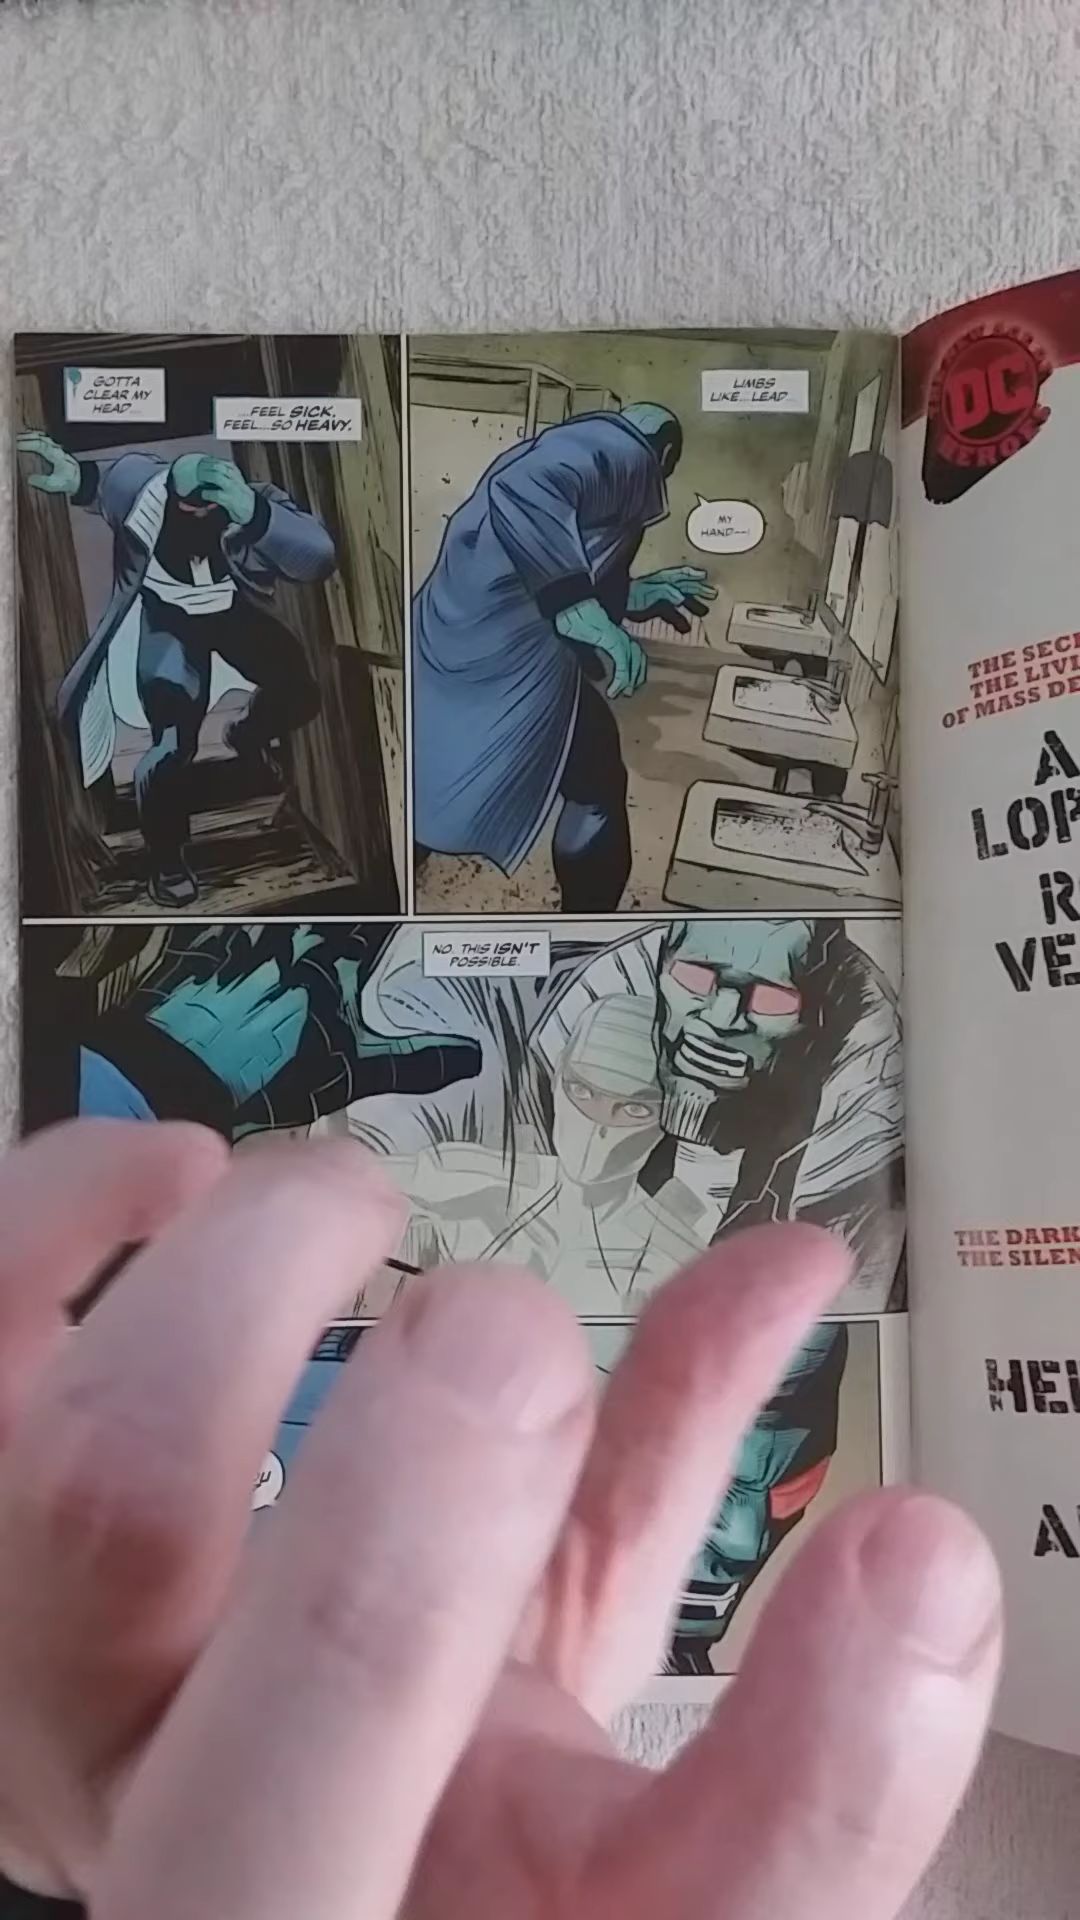 GOTTA
CLEAR MY
HEAD...
...FEEL SICK.
FEEL...SO HEAVY.
LIMBS
LIKE...LEAD...
MY
HAND--!
NO. THIS ISN'T
POSSIBLE.
DC
HEROES
THE SEC
THE LIVI
OF MASS DE
A
LOP
R
VE
THE DARK
THE SILEN
HEL
A